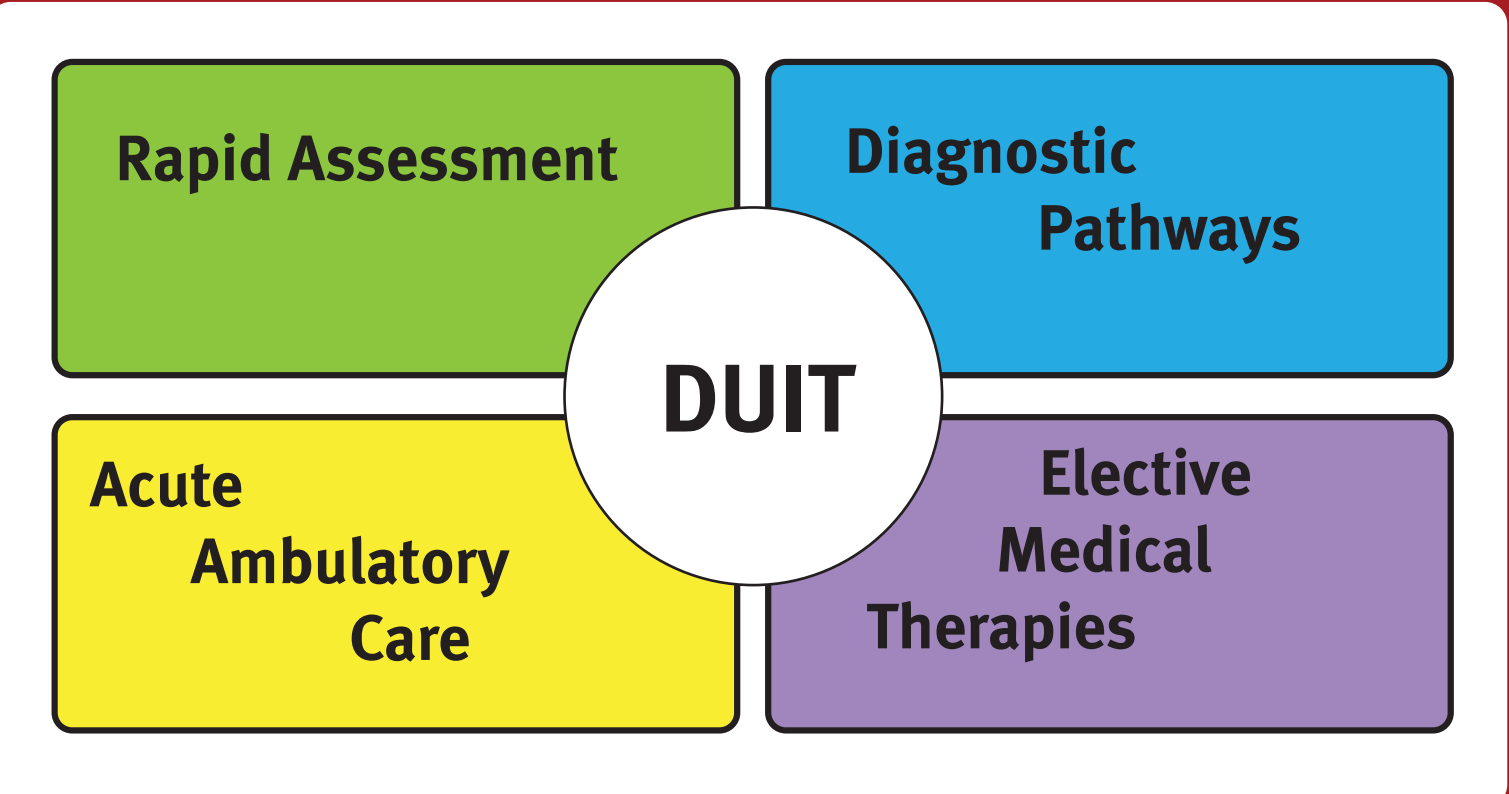 Rapid Assessment
Diagnostic
Pathways
DUIT
Acute
Ambulatory
Care
Elective
Medical
Therapies